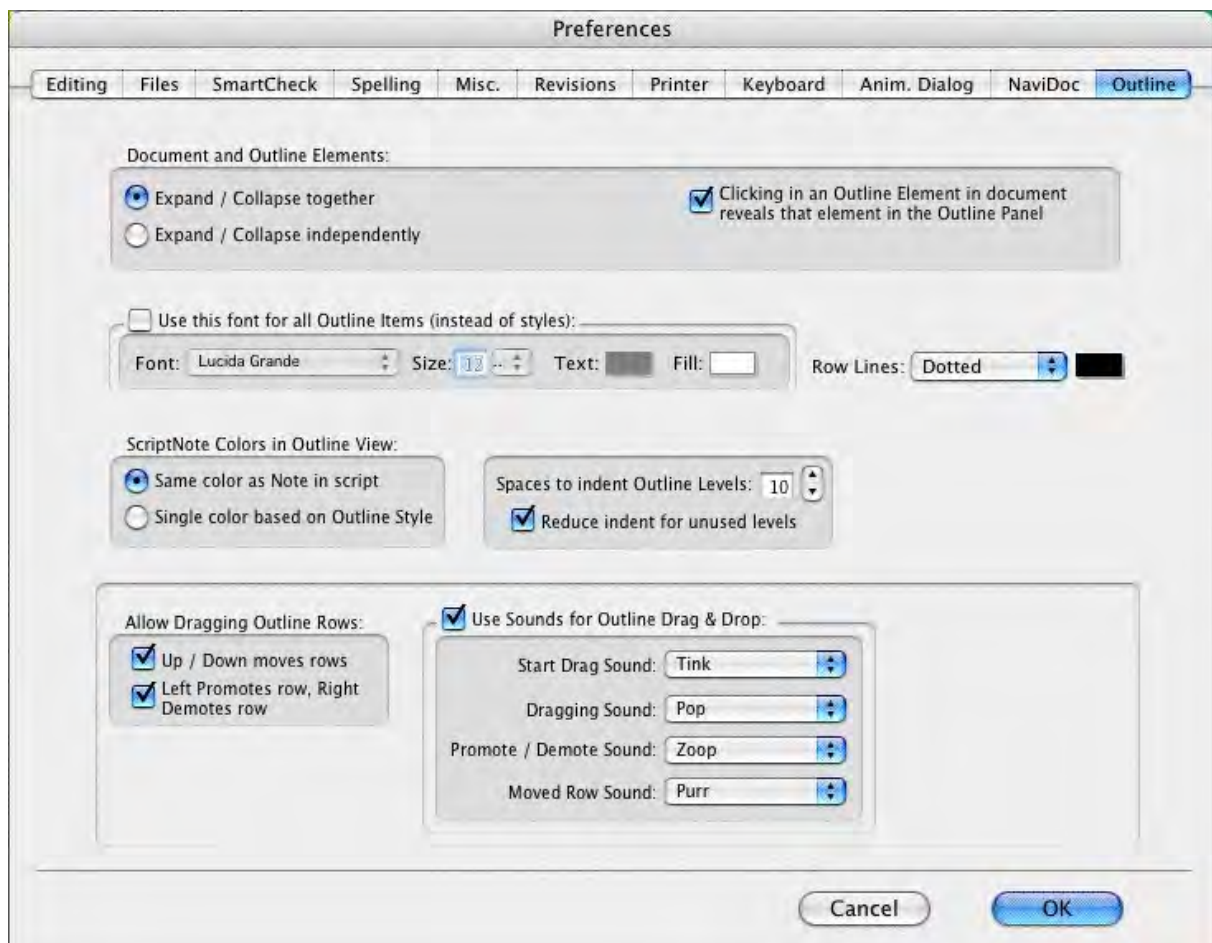 Preferences
Editing Files SmartCheck Spelling Misc. Revisions Printer Keyboard Anim. Dialog NaviDoc Outline
Document and Outline Elements:
Expand / Collapse together
Expand / Collapse independently
Clicking in an Outline Element in document
reveals that element in the Outline Panel
Use this font for all Outline Items (instead of styles):
Font: Lucida Grande Size: 12 -- Text: Fill:
Row Lines: Dotted
ScriptNote Colors in Outline View:
Same color as Note in script
Single color based on Outline Style
Spaces to indent Outline Levels: 10
Reduce indent for unused levels
Allow Dragging Outline Rows:
Up / Down moves rows
Left Promotes row, Right
Demotes row
Use Sounds for Outline Drag & Drop:
Start Drag Sound: Tink
Dragging Sound: Pop
Promote / Demote Sound: Zoop
Moved Row Sound: Purr
Cancel OK